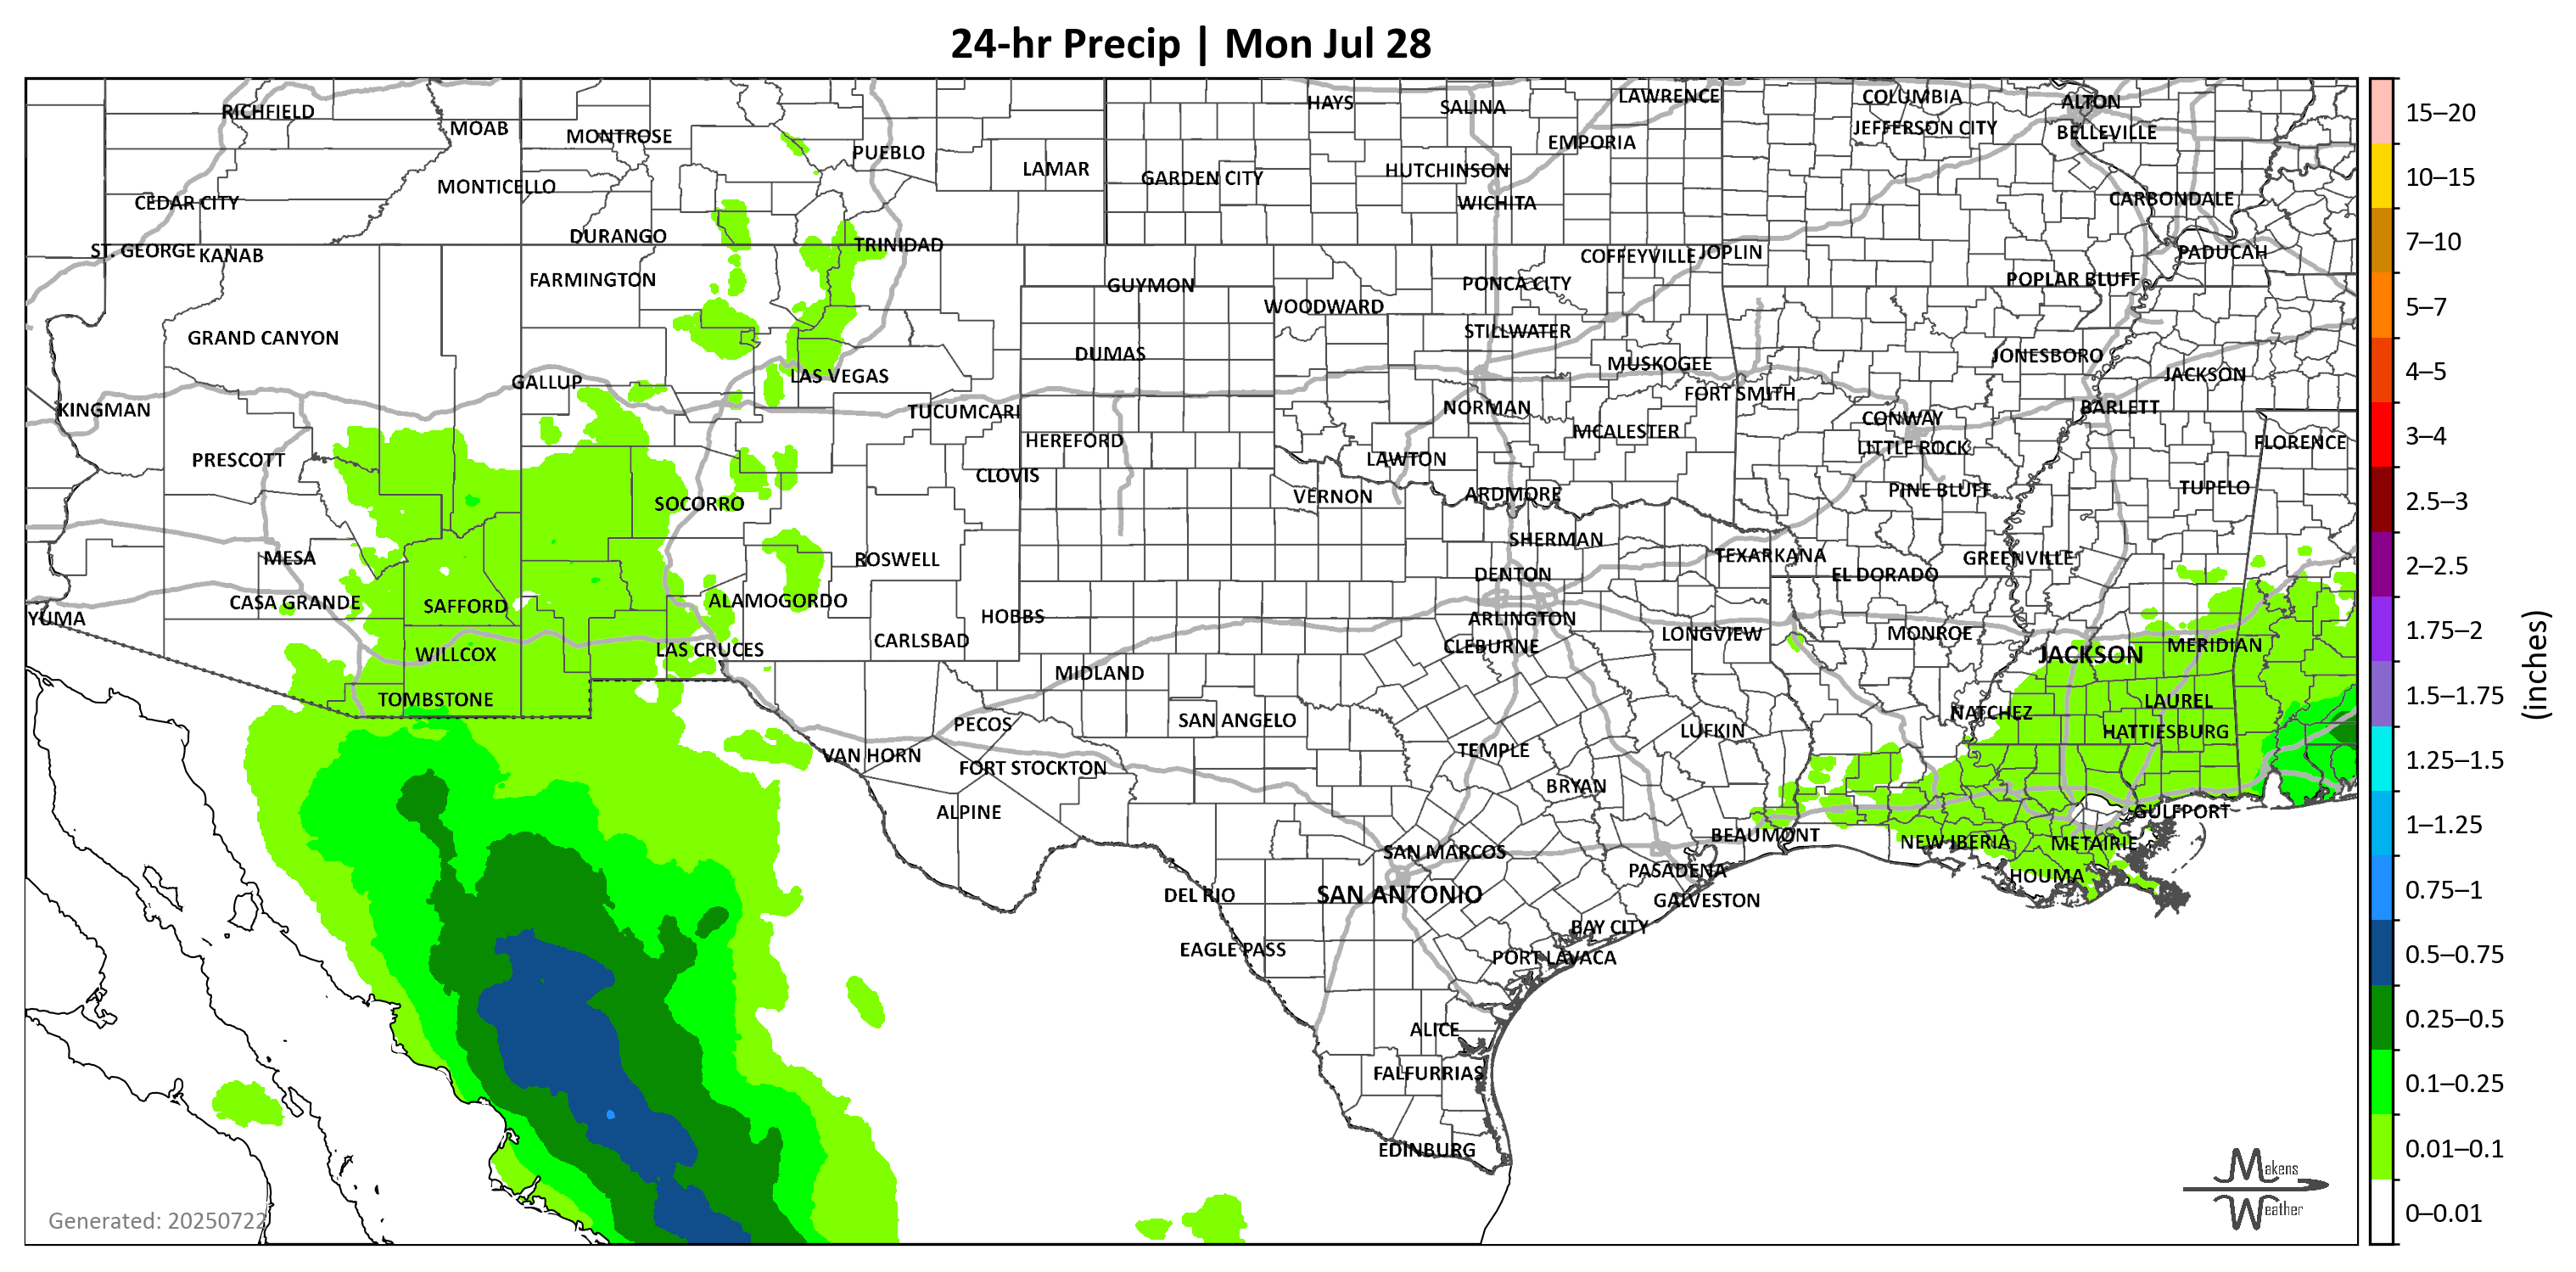 24-hr Precip | Mon Jul 28
RICHFIELD
MOAB
MONTROSE
PUEBLO
LAMAR
HAYS
SALINA
LAWRENCE
COLUMBIA
ALTON
JEFFERSON CITY
BELLEVILLE
EMPORIA
HUTCHINSON
GARDEN CITY
WICHITA
CEDAR CITY
MONTICELLO
CARBONDALE
DURANGO
TRINIDAD
ST. GEORGE
KANAB
FARMINGTON
GUYMON
WOODWARD
PONCA CITY
COFFEYVILLE
JOPLIN
POPLAR BLUFF
PADUCAH
GRAND CANYON
STILLWATER
DUMAS
MUSKOGEE
JONESBORO
JACKSON
GALLUP
LAS VEGAS
KINGMAN
TUCUMCARI
NORMAN
FORT SMITH
CONWAY
BARLETT
HEREFORD
MCALESTER
LITTLE ROCK
FLORENCE
PRESCOTT
CLOVIS
LAWTON
SOCORRO
VERNON
ARDMORE
PINE BLUFF
TUPELO
MESA
ROSWELL
SHERMAN
TEXARKANA
GREENVILLE
DENTON
EL DORADO
YUMA
CASA GRANDE
SAFFORD
ALAMOGORDO
HOBBS
ARLINGTON
WILLCOX
LAS CRUCES
CARLSBAD
CLEBURNE
LONGVIEW
MONROE
JACKSON
MERIDIAN
TOMBSTONE
MIDLAND
PECOS
SAN ANGELO
NATCHEZ
LAUREL
HATTIESBURG
LUFKIN
VAN HORN
FORT STOCKTON
TEMPLE
BRYAN
ALPINE
GULFPORT
BEAUMONT
NEW IBERIA
METAIRIE
SAN MARCOS
PASADENA
HOUMA
DEL RIO
SAN ANTONIO
GALVESTON
BAY CITY
EAGLE PASS
PORT LAVACA
ALICE
FALFURRIAS
EDINBURG
Generated: 20250722
Makens
Weather
15–20
10–15
7–10
5–7
4–5
3–4
2.5–3
2–2.5
1.75–2
1.5–1.75
1.25–1.5
1–1.25
0.75–1
0.5–0.75
0.25–0.5
0.1–0.25
0.01–0.1
0–0.01
(inches)